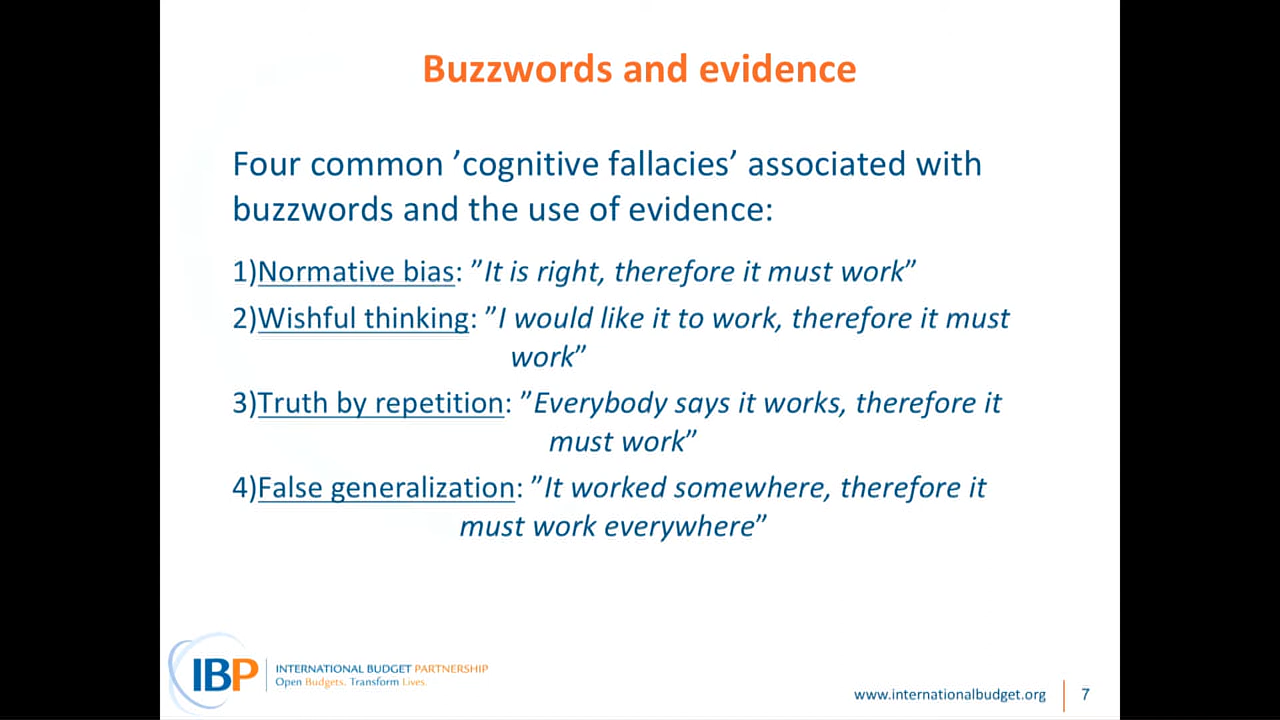 Buzzwords and evidence
Four common ’cognitive fallacies’ associated with
buzzwords and the use of evidence:
1)Normative bias: ”It is right, therefore it must work”
2)Wishful thinking: ”I would like it to work, therefore it must
work”
3)Truth by repetition: ”Everybody says it works, therefore it
must work”
4)False generalization: ”It worked somewhere, therefore it
must work everywhere”
IBP
INTERNATIONAL BUDGET PARTNERSHIP
Open Budgets. Transform Lives.
www.internationalbudget.org
7